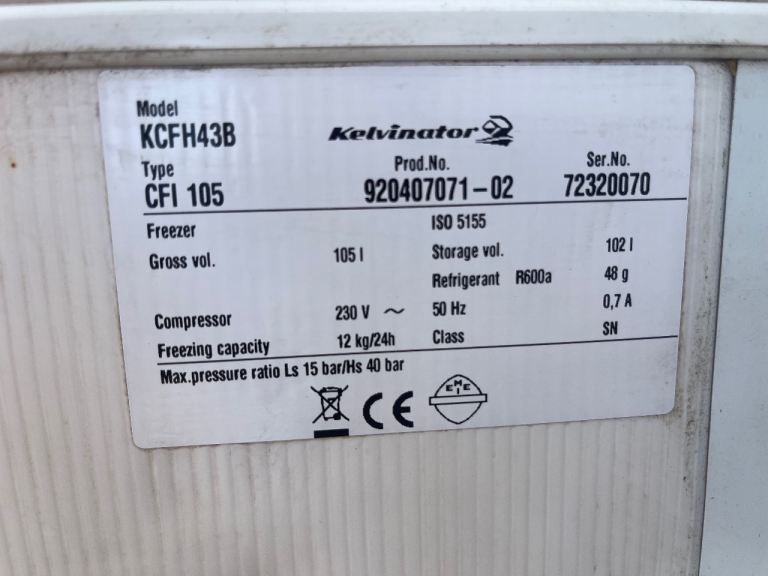 Model
KCFH43B
Kelvinator
Type
Prod.No.
Ser.No.
CFI 105
920407071-02
72320070
Freezer
ISO 5155
Gross vol.
105 l
Storage vol.
102 l
Refrigerant R600a
48 g
Compressor
230 V ~
50 Hz
0,7 A
Freezing capacity
12 kg/24h
Class
SN
Max.pressure ratio Ls 15 bar/Hs 40 bar
CE
EMEI